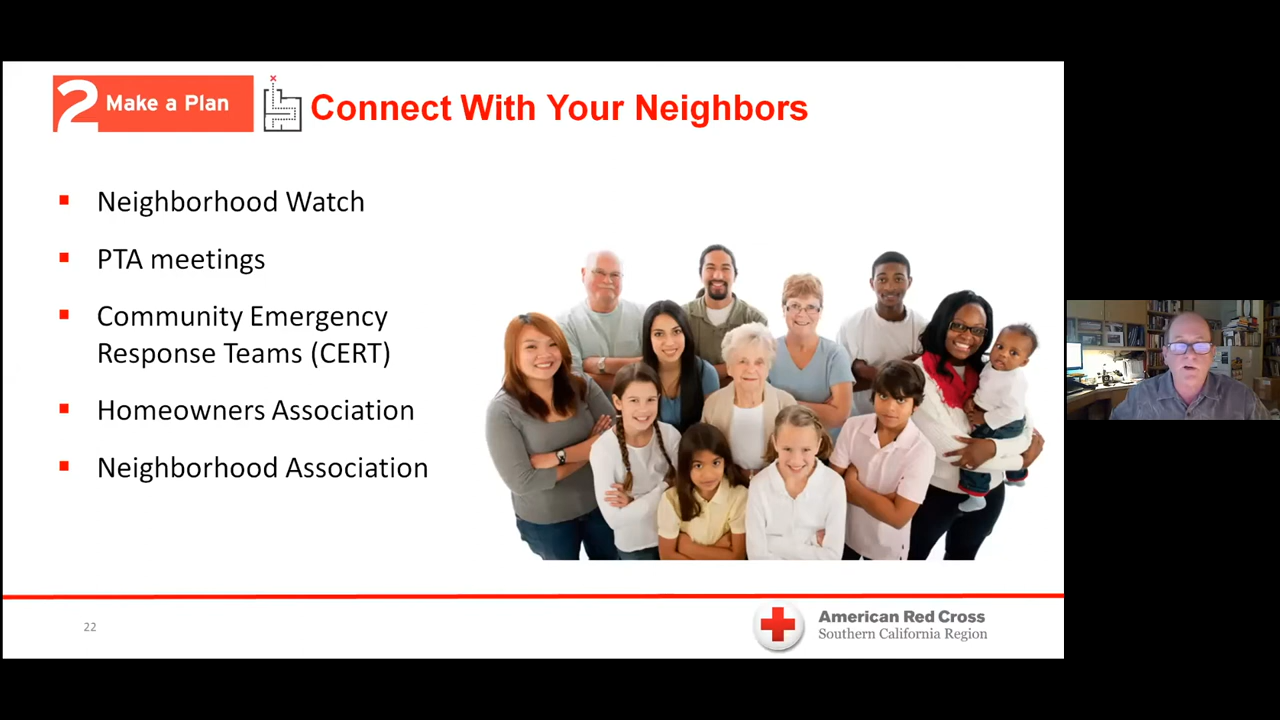 2 Make a Plan
Connect With Your Neighbors
Neighborhood Watch
PTA meetings
Community Emergency
Response Teams (CERT)
Homeowners Association
Neighborhood Association
22
American Red Cross
Southern California Region